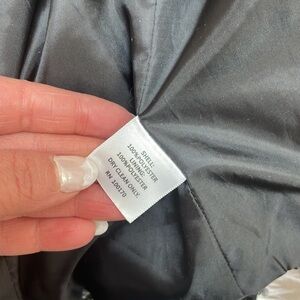 SHELL:
100%POLYESTER
LINING:
100%POLYESTER
DRY CLEAN ONLY
RN 100170